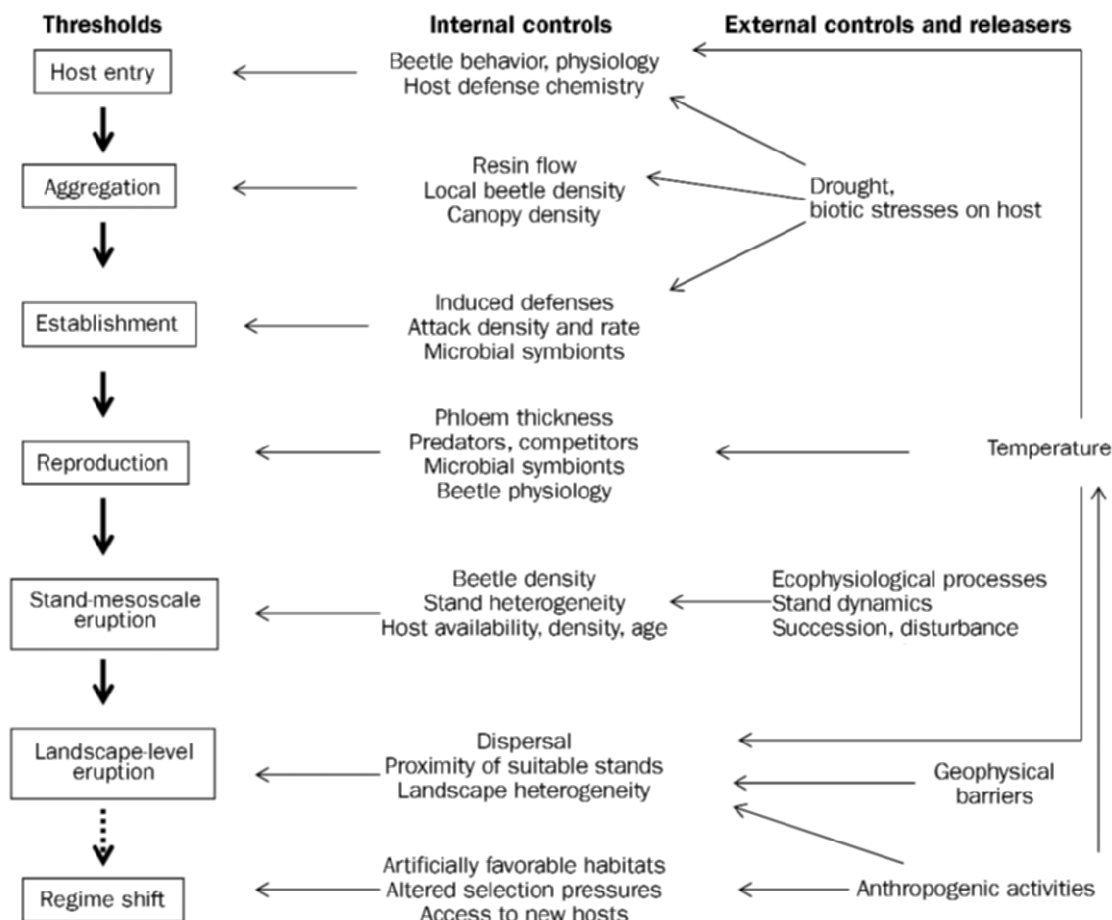 Thresholds
Internal controls
External controls and releasers
Host entry
Beetle behavior, physiology
Host defense chemistry
Aggregation
Resin flow
Local beetle density
Canopy density
Drought,
biotic stresses on host
Establishment
Induced defenses
Attack density and rate
Microbial symbionts
Reproduction
Phloem thickness
Predators, competitors
Microbial symbionts
Beetle physiology
Temperature
Stand-mesoscale
eruption
Beetle density
Stand heterogeneity
Host availability, density, age
Ecophysiological processes
Stand dynamics
Succession, disturbance
Landscape-level
eruption
Dispersal
Proximity of suitable stands
Landscape heterogeneity
Geophysical
barriers
Regime shift
Artificially favorable habitats
Altered selection pressures
Access to new hosts
Anthropogenic activities